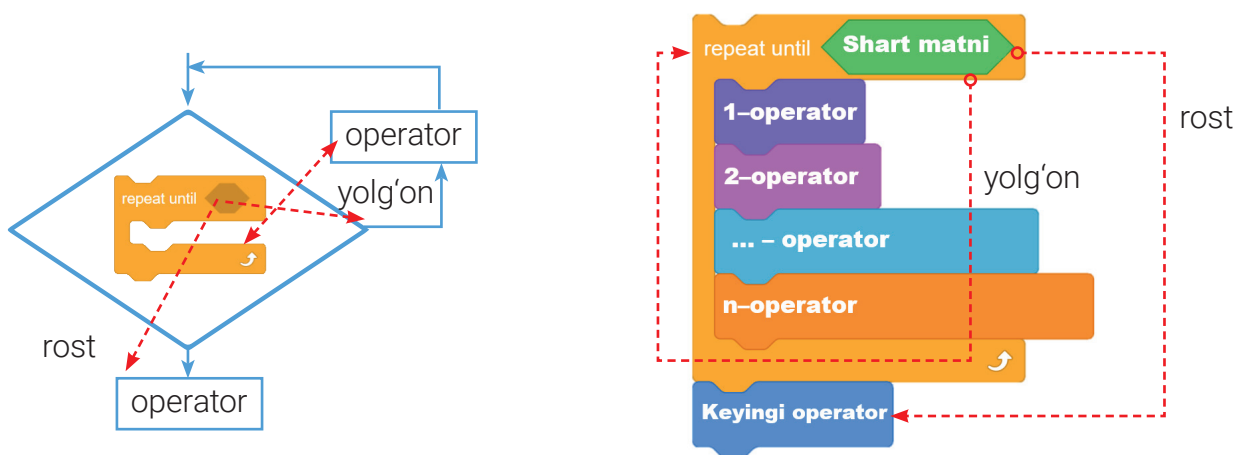 operator
yolg‘on
repeat until
rost
operator
repeat until Shart matni
1–operator
2–operator
... – operator
n–operator
Keyingi operator
yolg‘on
rost